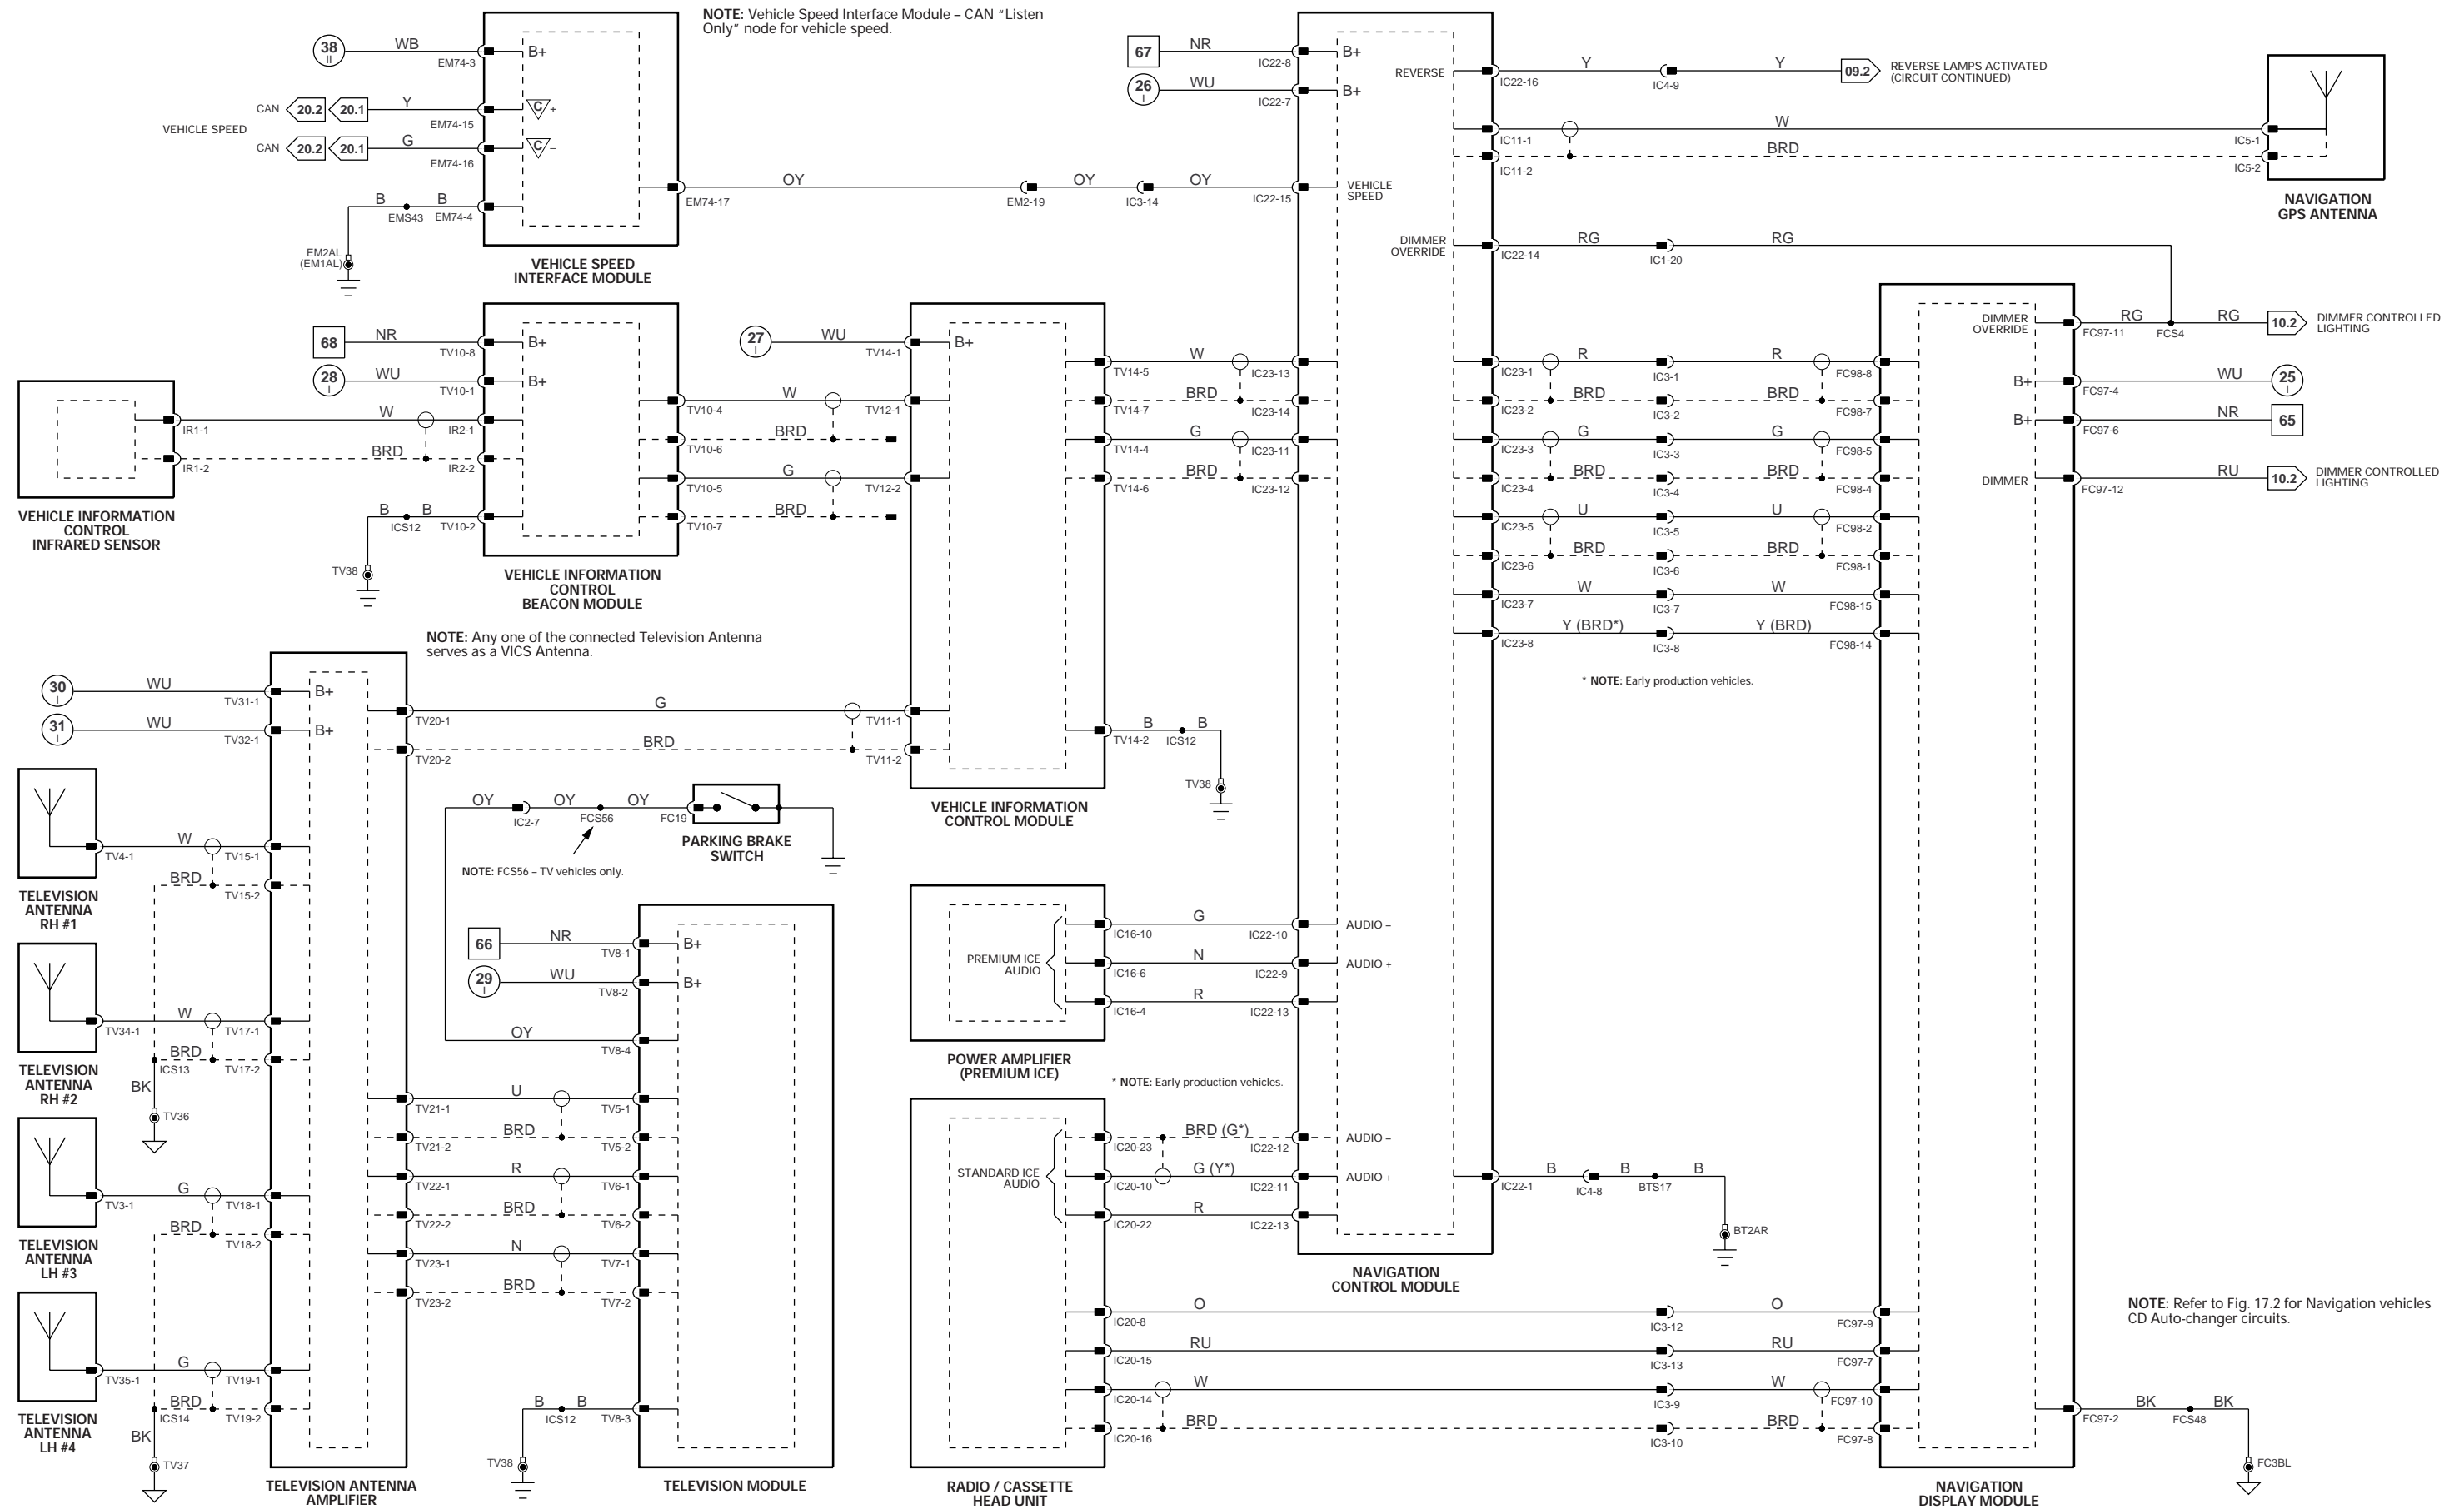 NOTE: Vehicle Speed Interface Module – CAN “Listen
Only” node for vehicle speed.
38
II
WB
EM74-3
B+
CAN
20.2
20.1
Y
EM74-15
C
+
VEHICLE SPEED
CAN
20.2
20.1
G
EM74-16
C
–
B
EMS43
B
EM74-4
EM2AL
(EM1AL)
VEHICLE SPEED
INTERFACE MODULE
EM74-17
OY
EM2-19
OY
IC3-14
OY
IC22-15
VEHICLE
SPEED
67
NR
IC22-8
B+
26
I
WU
IC22-7
B+
REVERSE
IC22-16
Y
IC4-9
Y
09.2
REVERSE LAMPS ACTIVATED
(CIRCUIT CONTINUED)
IC11-1
W
IC5-1
IC11-2
BRD
IC5-2
NAVIGATION
GPS ANTENNA
DIMMER
OVERRIDE
IC22-14
RG
IC1-20
RG
DIMMER
OVERRIDE
FC97-11
RG
FCS4
RG
10.2
DIMMER CONTROLLED
LIGHTING
B+
FC97-4
WU
25
I
B+
FC97-6
NR
65
DIMMER
FC97-12
RU
10.2
DIMMER CONTROLLED
LIGHTING
68
NR
TV10-8
B+
28
I
WU
TV10-1
B+
IR1-1
W
IR2-1
IR1-2
BRD
IR2-2
VEHICLE INFORMATION
CONTROL
INFRARED SENSOR
B
ICS12
B
TV10-2
TV38
VEHICLE INFORMATION
CONTROL
BEACON MODULE
27
I
WU
TV14-1
B+
TV10-4
W
TV12-1
TV10-6
BRD
TV10-5
G
TV12-2
TV10-7
BRD
TV14-5
W
IC23-13
TV14-7
BRD
IC23-14
TV14-4
G
IC23-11
TV14-6
BRD
IC23-12
IC23-1
R
IC3-1
R
FC98-8
IC23-2
BRD
IC3-2
BRD
FC98-7
IC23-3
G
IC3-3
G
FC98-5
IC23-4
BRD
IC3-4
BRD
FC98-4
IC23-5
U
IC3-5
U
FC98-2
IC23-6
BRD
IC3-6
BRD
FC98-1
IC23-7
W
IC3-7
W
FC98-15
IC23-8
Y (BRD*)
IC3-8
Y (BRD)
FC98-14
* NOTE: Early production vehicles.
NOTE: Any one of the connected Television Antenna
serves as a VICS Antenna.
30
I
WU
TV31-1
B+
31
I
WU
TV32-1
B+
TV20-1
G
TV11-1
TV20-2
BRD
TV11-2
TV14-2
B
ICS12
B
TV38
VEHICLE INFORMATION
CONTROL MODULE
OY
IC2-7
OY
FCS56
OY
FC19
PARKING BRAKE
SWITCH
NOTE: FCS56 – TV vehicles only.
TV4-1
W
TV15-1
BRD
TV15-2
TELEVISION
ANTENNA
RH #1
TV34-1
W
TV17-1
BRD
ICS13
TV17-2
BK
TV36
TELEVISION
ANTENNA
RH #2
TV3-1
G
TV18-1
BRD
TV18-2
TELEVISION
ANTENNA
LH #3
TV35-1
G
TV19-1
BRD
ICS14
TV19-2
BK
TV37
TELEVISION
ANTENNA
LH #4
TELEVISION ANTENNA
AMPLIFIER
66
NR
TV8-1
B+
29
I
WU
TV8-2
B+
OY
TV8-4
TV21-1
U
TV5-1
TV21-2
BRD
TV5-2
TV22-1
R
TV6-1
TV22-2
BRD
TV6-2
TV23-1
N
TV7-1
TV23-2
BRD
TV7-2
B
ICS12
B
TV8-3
TV38
TELEVISION MODULE
PREMIUM ICE
AUDIO
IC16-10
G
IC22-10
AUDIO –
IC16-6
N
IC22-9
AUDIO +
IC16-4
R
IC22-13
POWER AMPLIFIER
(PREMIUM ICE)
* NOTE: Early production vehicles.
STANDARD ICE
AUDIO
IC20-23
BRD (G*)
IC22-12
AUDIO –
IC20-10
G (Y*)
IC22-11
AUDIO +
IC20-22
R
IC22-13
IC22-1
B
IC4-8
B
BTS17
B
BT2AR
NAVIGATION
CONTROL MODULE
IC20-8
O
IC3-12
O
FC97-9
IC20-15
RU
IC3-13
RU
FC97-7
IC20-14
W
IC3-9
W
FC97-10
IC20-16
BRD
IC3-10
BRD
FC97-8
RADIO / CASSETTE
HEAD UNIT
NOTE: Refer to Fig. 17.2 for Navigation vehicles
CD Auto-changer circuits.
FC97-2
BK
FCS48
BK
FC3BL
NAVIGATION
DISPLAY MODULE